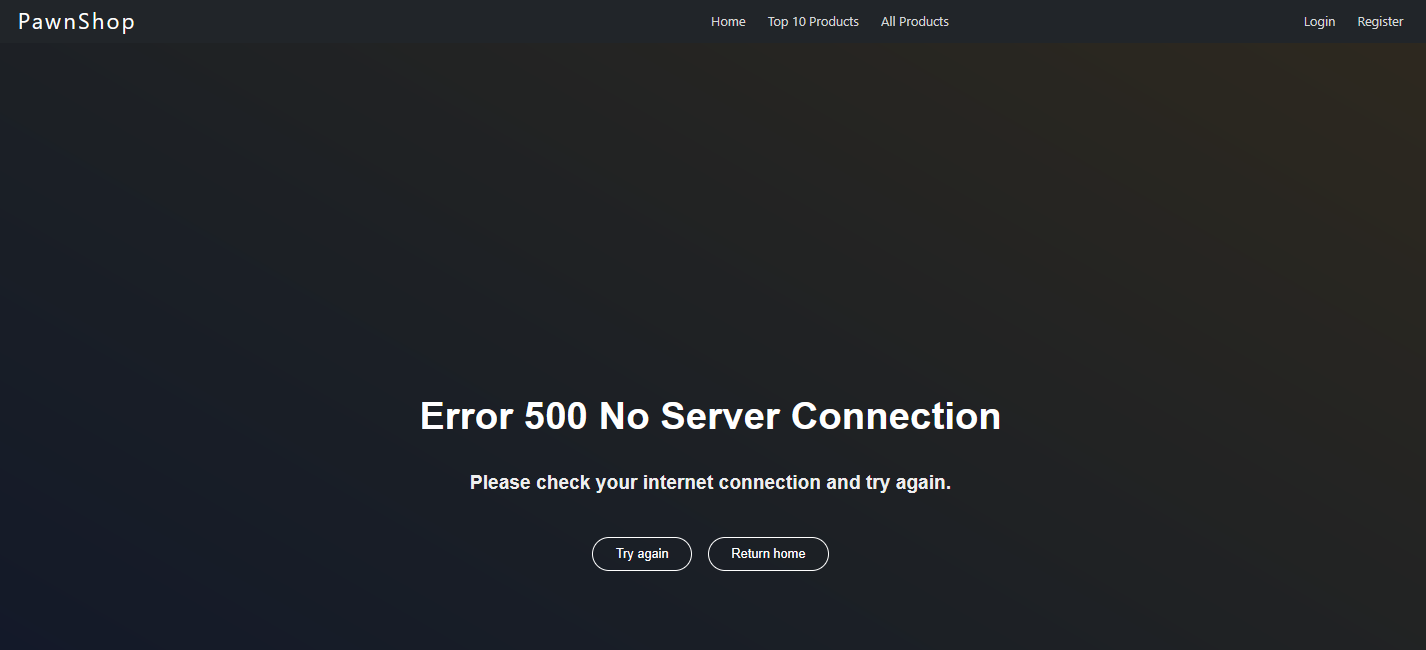 PawnShop Home Top 10 Products All Products Login Register
Error 500 No Server Connection
Please check your internet connection and try again.
Try again Return home